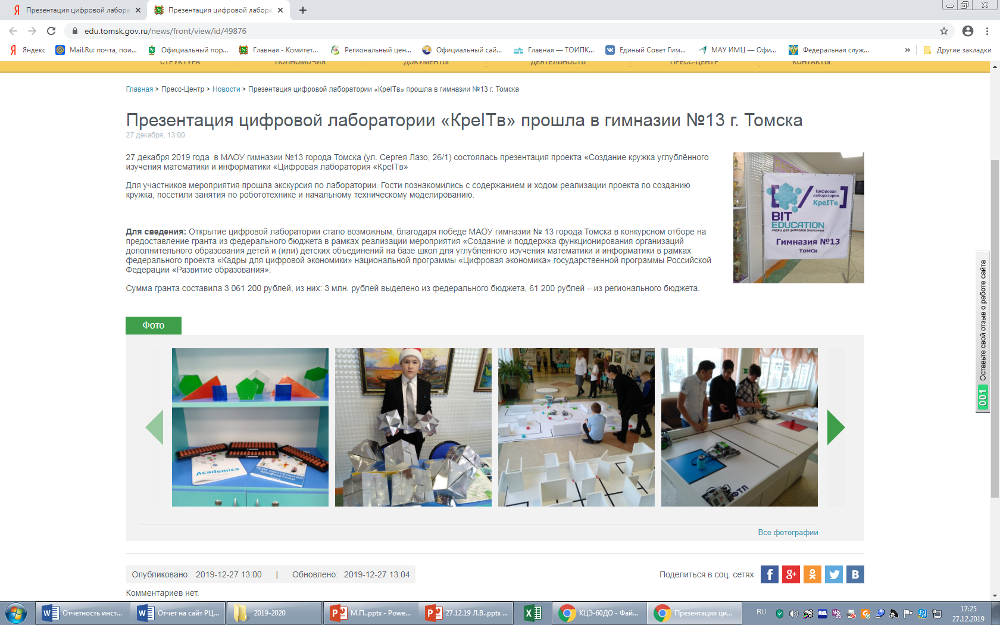 Презентация цифровой лабора
Презентация цифровой лабора
edu.tomsk.gov.ru/news/front/view/id/49876
Яндекс
Mail.Ru: почта, пои...
Официальный пор...
Главная - Комитет...
Региональный цен...
Официальный сай...
Главная — ТОИПК...
Единый Совет Гим...
МАУ ИМЦ — Офи...
Федеральная служ...
»
Другие закладки
СТРУКТУРА
ПОЛНОМОЧИЯ
ДОКУМЕНТЫ
ДЕЯТЕЛЬНОСТЬ
ПРЕСС-ЦЕНТР
КОНТАКТЫ
Главная > Пресс-Центр > Новости > Презентация цифровой лаборатории «КреITв» прошла в гимназии №13 г. Томска
Презентация цифровой лаборатории «КреITв» прошла в гимназии №13 г. Томска
27 декабря, 13:00
27 декабря 2019 года в МАОУ гимназии №13 города Томска (ул. Сергея Лазо, 26/1) состоялась презентация проекта «Создание кружка углублённого
изучения математики и информатики «Цифровая лаборатория «КреITв»
Для участников мероприятия прошла экскурсия по лаборатории. Гости познакомились с содержанием и ходом реализации проекта по созданию
кружка, посетили занятия по робототехнике и начальному техническому моделированию.
Для сведения: Открытие цифровой лаборатории стало возможным, благодаря победе МАОУ гимназии № 13 города Томска в конкурсном отборе на
предоставление гранта из федерального бюджета в рамках реализации мероприятия «Создание и поддержка функционирования организаций
дополнительного образования детей и (или) детских объединений на базе школ для углублённого изучения математики и информатики в рамках
федерального проекта «Кадры для цифровой экономики» национальной программы «Цифровая экономика» государственной программы Российской
Федерации «Развитие образования».
Сумма гранта составила 3 061 200 рублей, из них: 3 млн. рублей выделено из федерального бюджета, 61 200 рублей – из регионального бюджета.
Цифровая
лаборатория
КреITв
BIT
EDUCATION
КАДРЫ ДЛЯ ЦИФРОВОЙ ЭКОНОМИКИ
Гимназия №13
Томск
Оставьте свой отзыв о работе сайта
001
Фото
Academica
КУРС МЕНТАЛЬНОЙ
АРИФМЕТИКИ
ФТЛ
Все фотографии
Опубликовано: 2019-12-27 13:00 | Обновлено: 2019-12-27 13:04
Поделиться в соц. сетях
Комментариев нет.
Отчетность инст...
Отчет на сайт РЦ...
2019-2020
М.П..pptx - Powe...
27.12.19 Л.В..pptx ...
КЦЭ-60ДО - Фай...
Презентация ци...
RU
17:25
27.12.2019